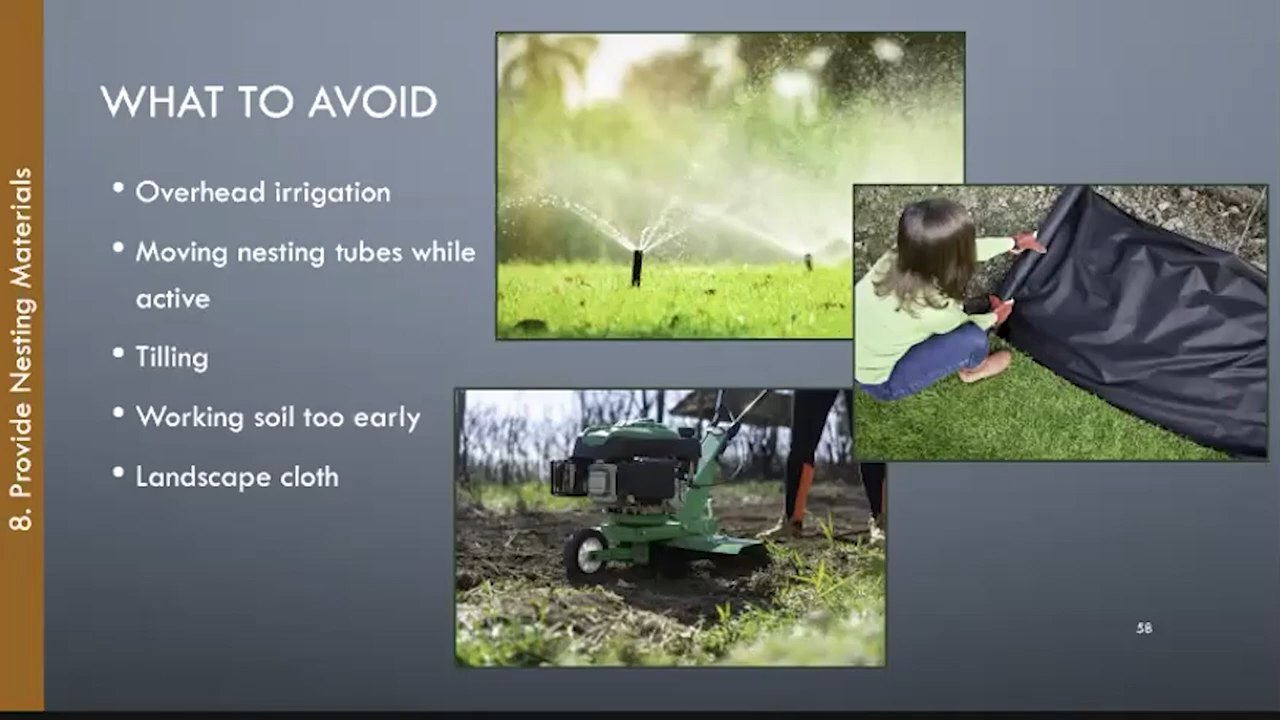 8. Provide Nesting Materials
WHAT TO AVOID
• Overhead irrigation
• Moving nesting tubes while
active
• Tilling
• Working soil too early
• Landscape cloth
58